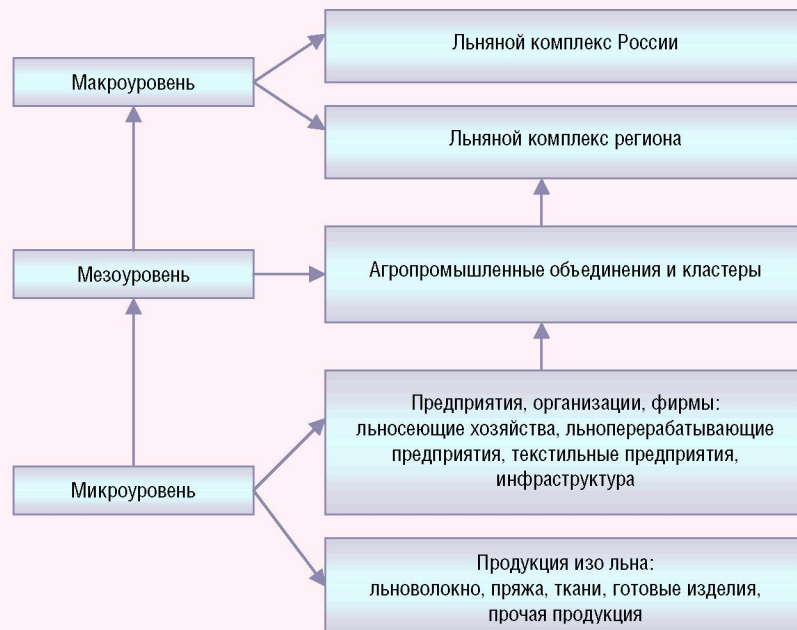 Макроуровень
Льняной комплекс России
Льняной комплекс региона
Мезоуровень
Агропромышленные объединения и кластеры
Микроуровень
Предприятия, организации, фирмы:
льносеющие хозяйства, льноперерабатывающие
предприятия, текстильные предприятия,
инфраструктура
Продукция изо льна:
льноволокно, пряжа, ткани, готовые изделия,
прочая продукция